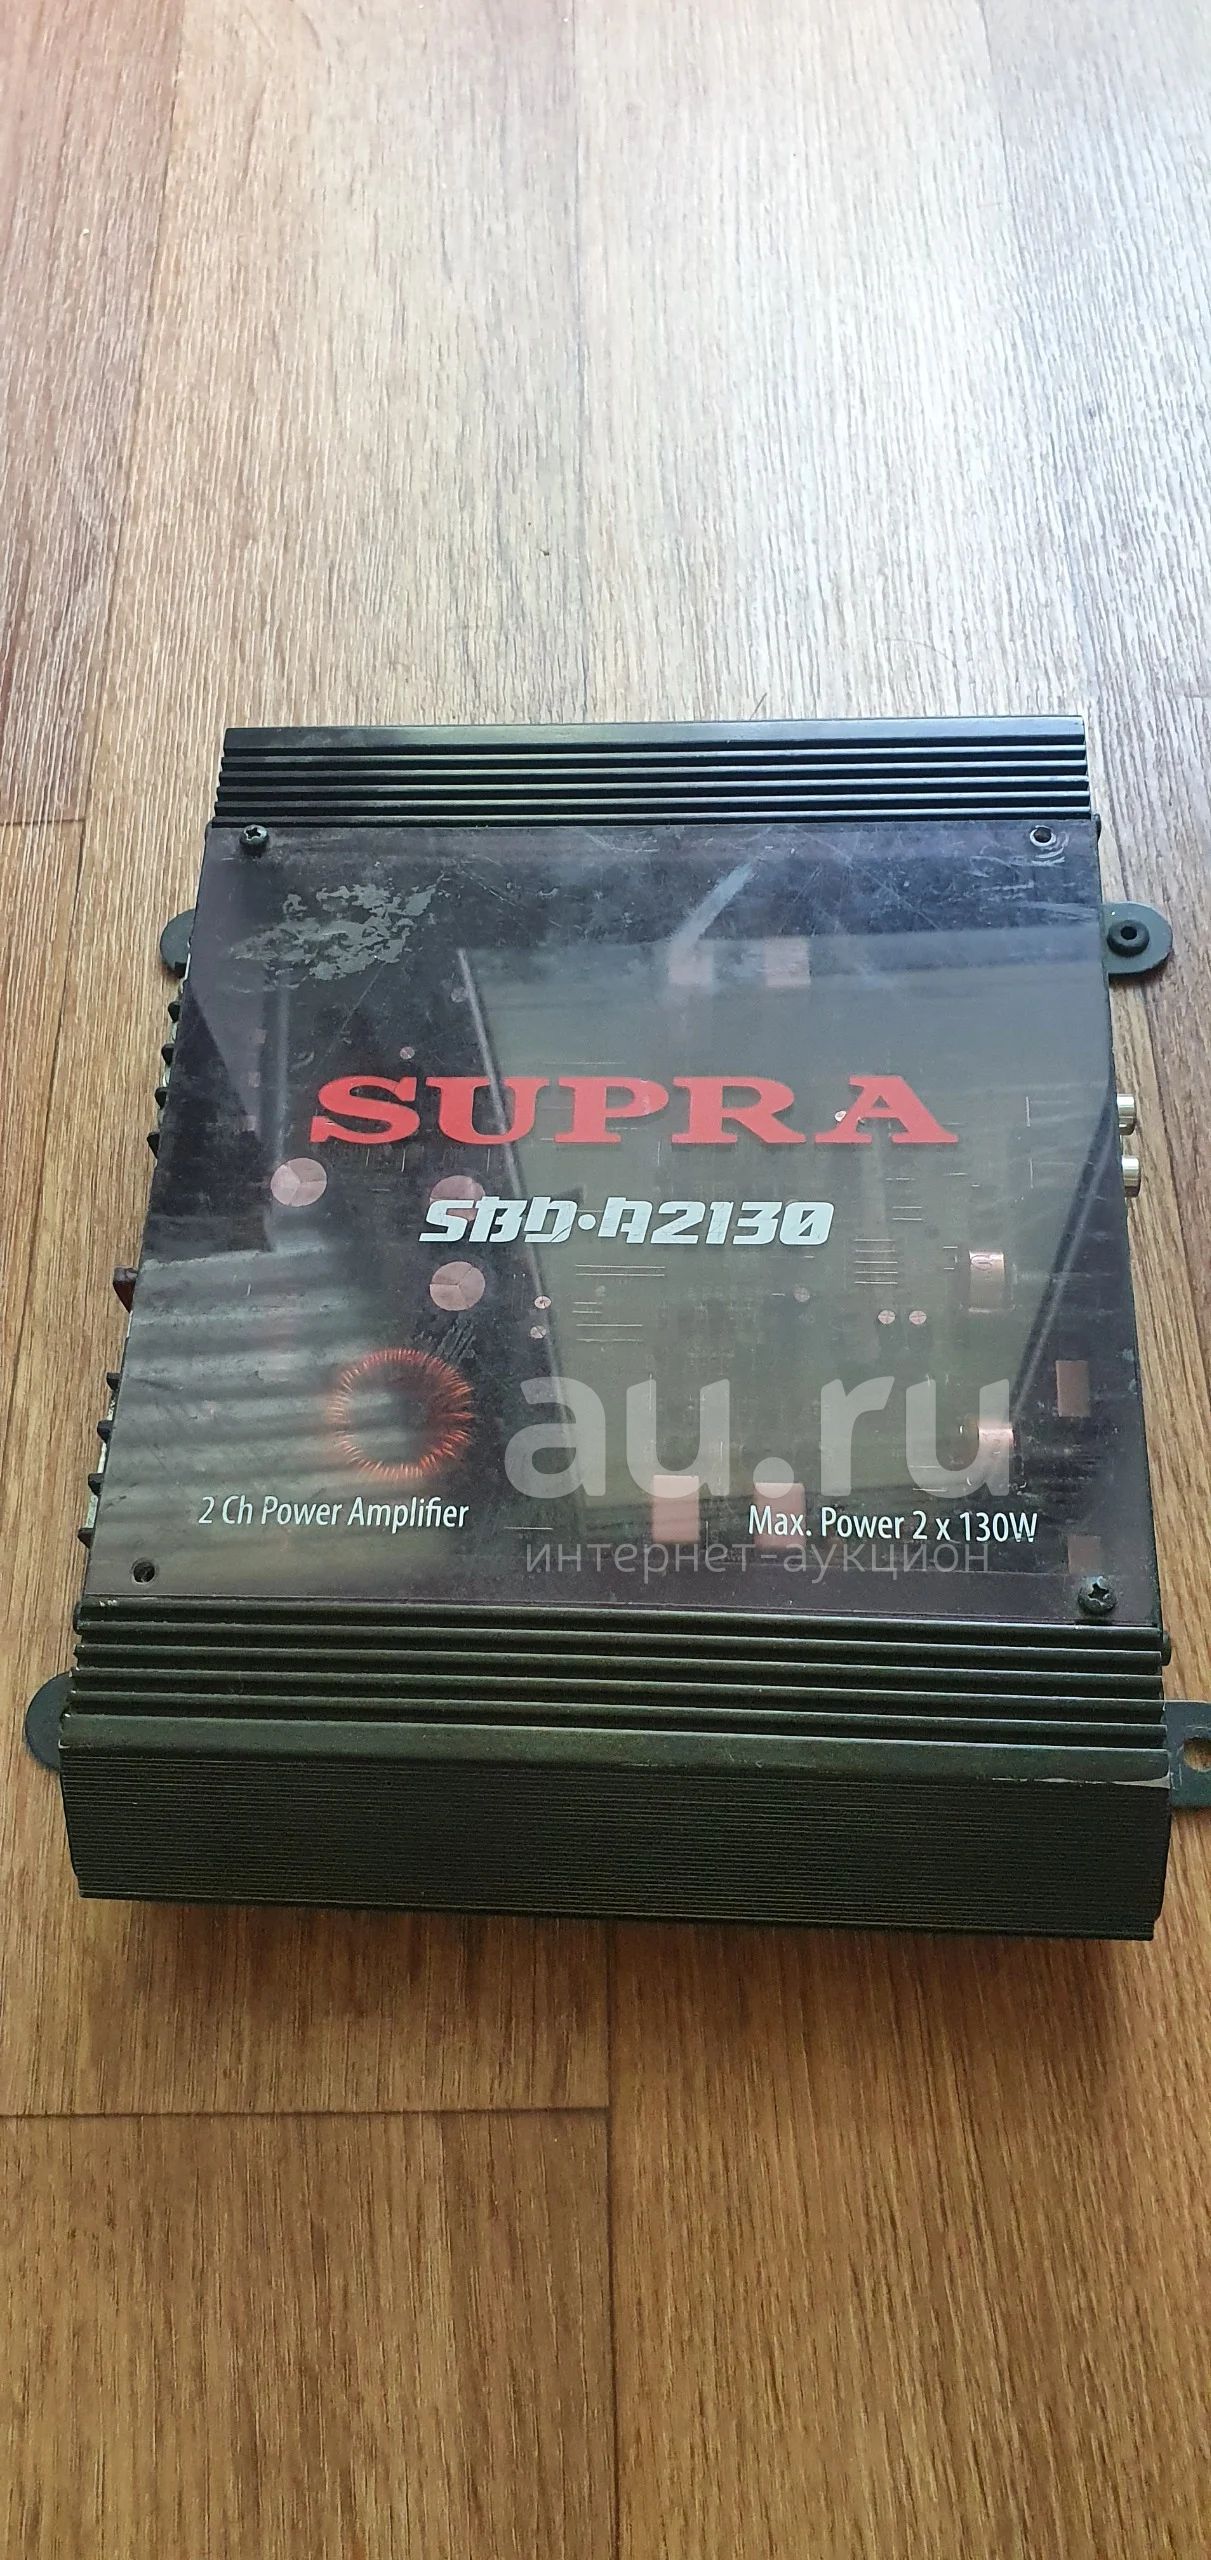 SUPRA
SBD·A2130
au.ru
2 Ch Power Amplifier
Max. Power 2 x 130W
интернет-аукцион